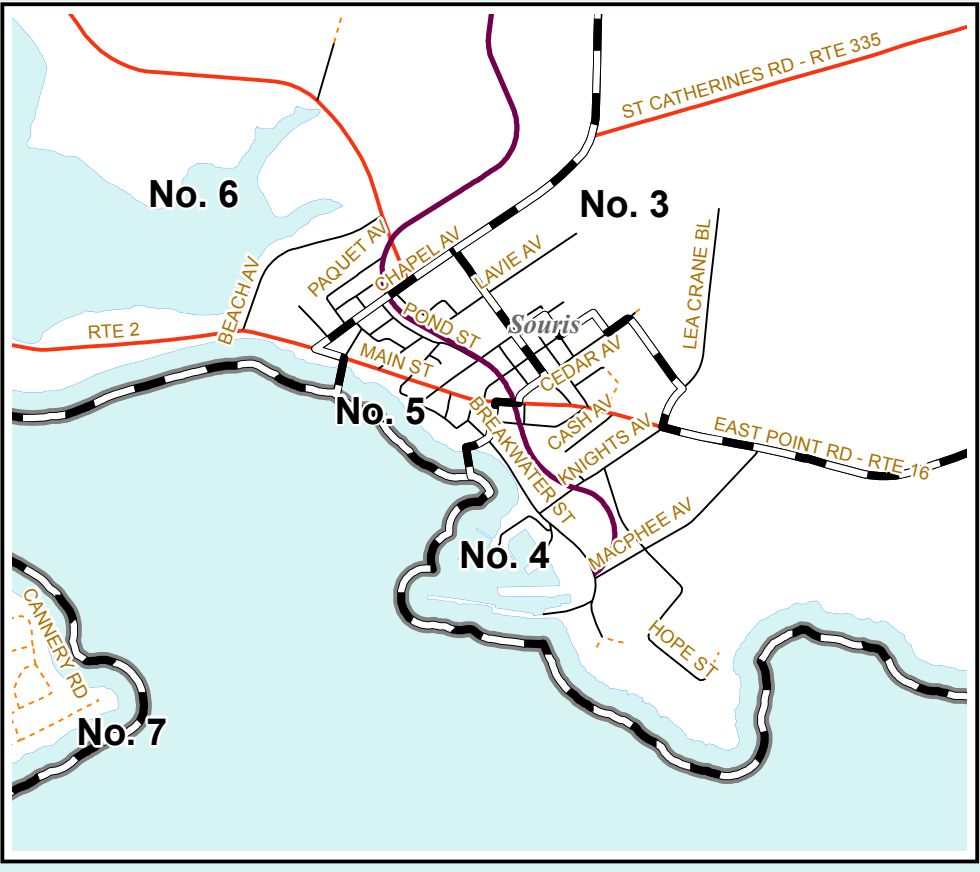 ST CATHERINES RD - RTE 335
No. 6
No. 3
PAQUET AV
CHAPEL AV
LAVIE AV
LEA CRANE BL
BEACH AV
RTE 2
POND ST
Souris
MAIN ST
CEDAR AV
No. 5
BREAKWATER ST
CASH AV
KNIGHTS AV
EAST POINT RD - RTE 16
MACPHEE AV
No. 4
CANNERY RD
HOPE ST
No. 7